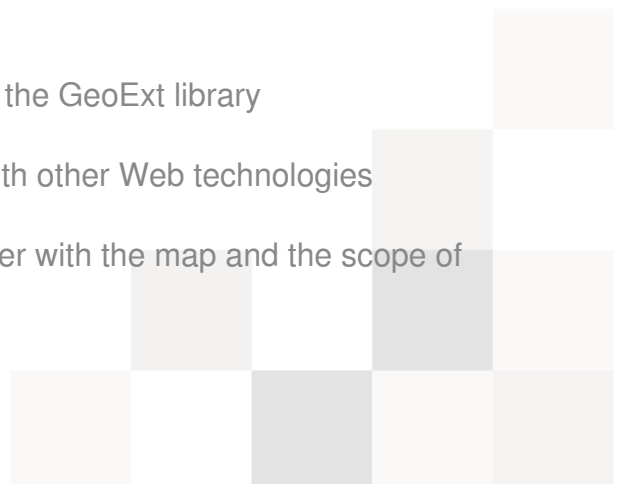 the GeoExt library
th other Web technologies
er with the map and the scope of